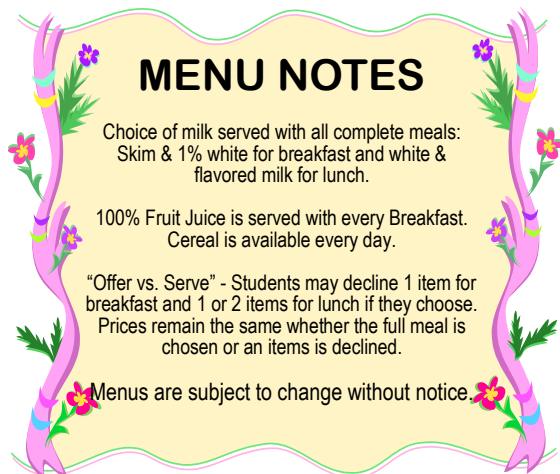 MENU NOTES
Choice of milk served with all complete meals:
Skim & 1% white for breakfast and white &
flavored milk for lunch.
100% Fruit Juice is served with every Breakfast.
Cereal is available every day.
“Offer vs. Serve” - Students may decline 1 item for
breakfast and 1 or 2 items for lunch if they choose.
Prices remain the same whether the full meal is
chosen or an items is declined.
Menus are subject to change without notice.